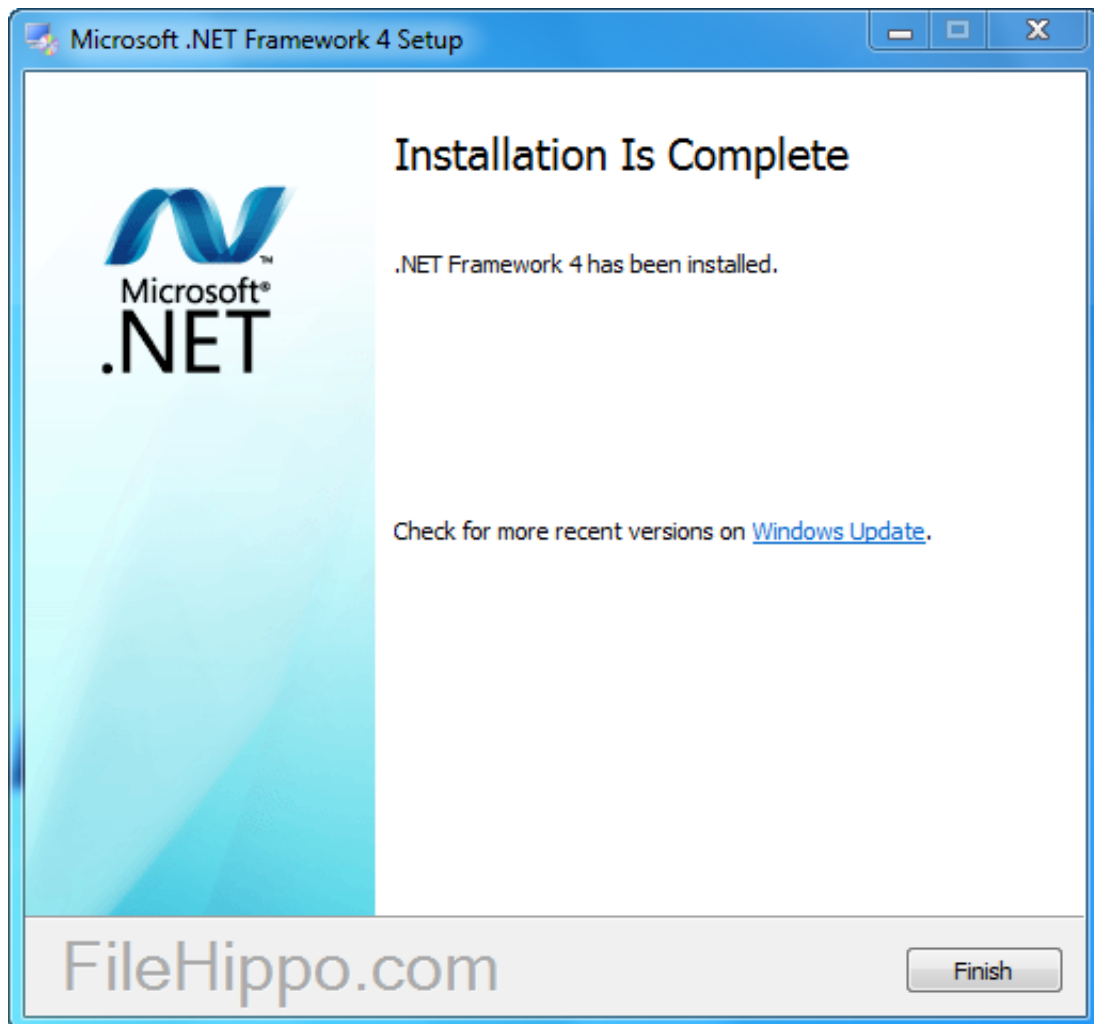 Microsoft .NET Framework 4 Setup
Installation Is Complete
.NET Framework 4 has been installed.
Microsoft®
.NET
Check for more recent versions on Windows Update.
FileHippo.com
Finish